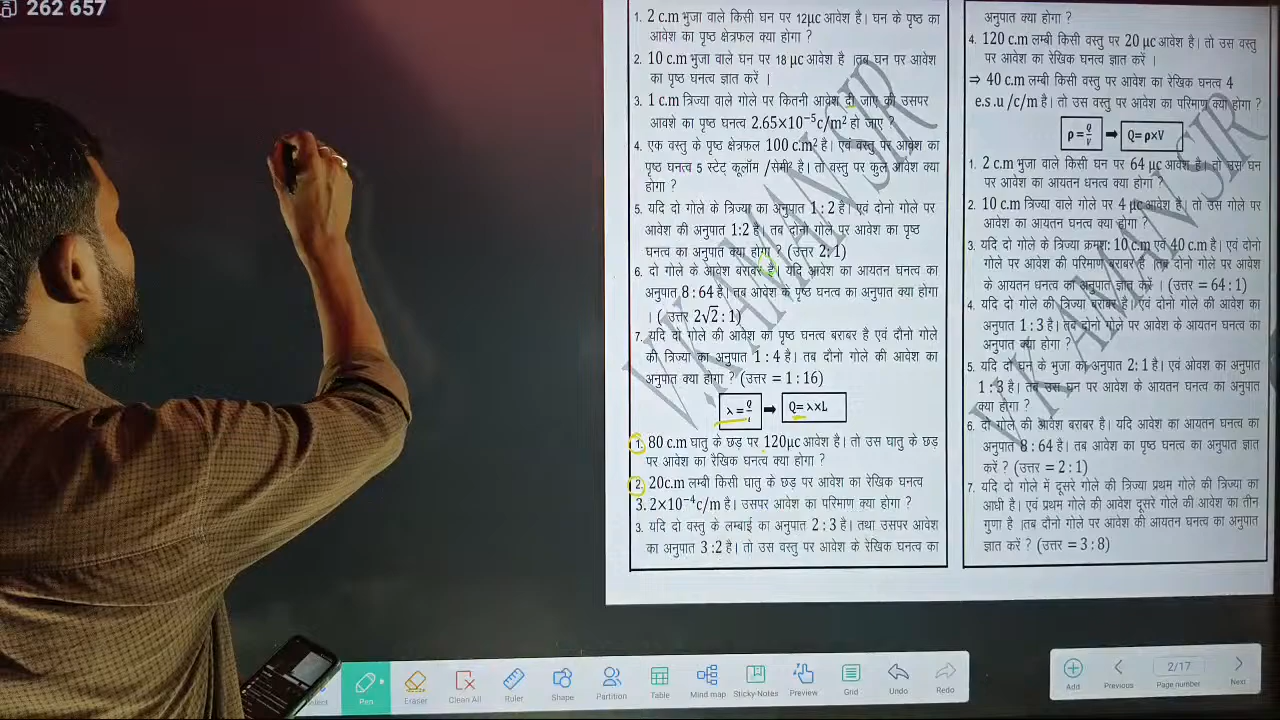 262 657
1. 2 c.m भुजा वाले किसी घन पर 12μc आवेश है। घन के पृष्ठ का
आवेश का पृष्ठ क्षेत्रफल क्या होगा ?
2. 10 c.m भुजा वाले घन पर 18 μc आवेश है ।तब घन पर आवेश
का पृष्ठ घनत्व ज्ञात करें ।
3. 1 c.m त्रिज्या वाले गोले पर कितनी आवेश दी जाए की उसपर
आवशे का पृष्ठ घनत्व 2.65×10⁻⁵c/m² हो जाए ?
4. एक वस्तु के पृष्ठ क्षेत्रफल 100 c.m² है। एवं वस्तु पर आवेश का
पृष्ठ घनत्व 5 स्टेट् कूलॉम /सेमी² है। तो वस्तु पर कुल आवेश क्या
होगा ?
5. यदि दो गोले के त्रिज्या का अनुपात 1 : 2 है। एवं दोनो गोले पर
आवेश की अनुपात 1:2 है। तब दोनो गोले पर आवेश का पृष्ठ
घनत्व का अनुपात क्या होगा ? (उत्तर 2: 1)
6. दो गोले के आवेश बराबर है। यदि आवेश का आयतन घनत्व का
अनुपात 8 : 64 है। तब आवेश के पृष्ठ घनत्व का अनुपात क्या होगा
। ( उत्तर 2√2 : 1)
7. यदि दो गोले की आवेश का पृष्ठ घनत्व बराबर है एवं दौनो गोले
की त्रिज्या का अनुपात 1 : 4 है। तब दौनो गोले की आवेश का
अनुपात क्या होगा ? (उत्तर = 1 : 16)
λ = Q/ ➡ Q= λ×L
1. 80 c.m घातु के छड़ पर 120μc आवेश है। तो उस घातु के छड़
पर आवेश का रेखिक घनत्व क्या होगा ?
2. 20c.m लम्बी किसी घातु के छड़ पर आवेश का रेखिक घनत्व
3. 2×10⁻⁴c/m है। उसपर आवेश का परिमाण क्या होगा ?
3. यदि दो वस्तु के लम्बाई का अनुपात 2 : 3 है। तथा उसपर आवेश
का अनुपात 3 :2 है। तो उस वस्तु पर आवेश के रेखिक घनत्व का
अनुपात क्या होगा ?
4. 120 c.m लम्बी किसी वस्तु पर 20 μc आवेश है। तो उस वस्तु
पर आवेश का रेखिक घनत्व ज्ञात करें ।
⇒ 40 c.m लम्बी किसी वस्तु पर आवेश का रेखिक घनत्व 4
e.s.u /c/m है। तो उस वस्तु पर आवेश का परिमाण क्या होगा ?
ρ = Q/V ➡ Q= ρ×V
1. 2 c.m भुजा वाले किसी घन पर 64 μc आवेश है। तो उस घन
पर आवेश का आयतन घनत्व क्या होगा ?
2. 10 c.m त्रिज्या वाले गोले पर 4 μc आवेश है। तो उस गोले पर
आवेश का आयतन घनत्व क्या होगा ?
3. यदि दो गोले के त्रिज्या क्रमश: 10 cm एवं 40 cm है। एवं दोनो
गोले पर आवेश की परिमाण बराबर है ।तब दोनो गोले पर आवेश
के आयतन घनत्व का अनुपात ज्ञात करें । (उत्तर = 64 : 1)
4. यदि दो गोले की त्रिज्या बराबर है। एवं दोनो गोले की आवेश का
अनुपात 1 : 3 है। तब दोनो गोले पर आवेश का आयतन घनत्व का
अनुपात क्या होगा ?
5. यदि दो घन के भुजा का अनुपात 2: 1 है। एवं ओवश का अनुपात
1 : 3 है। तब उस घन पर आवेश के आयतन घनत्व का अनुपात
क्या होगा ?
6. दो गोले की आवेश बराबर है। यदि आवेश का आयतन घनत्व का
अनुपात 8 : 64 है। तब आवेश का पृष्ठ घनत्व का अनुपात ज्ञात
करें ? (उत्तर = 2 : 1)
7. यदि दो गोले में दूसरे गोले की त्रिज्या प्रथम गोले की त्रिज्या का
आधी है। एवं प्रथम गोले की आवेश दूसरे गोले की आवेश का तीन
गुणा है ।तब दौनो गोले पर आवेश की आयतन घनत्व का अनुपात
ज्ञात करें ? (उत्तर = 3 : 8)
V.K AMAN SIR
V.K AMAN SIR
Select Pen Eraser Clean All Ruler Shape Partition Table Mind map Sticky-Notes Preview Grid Undo Redo
Add Previous 2/17 Page number Next